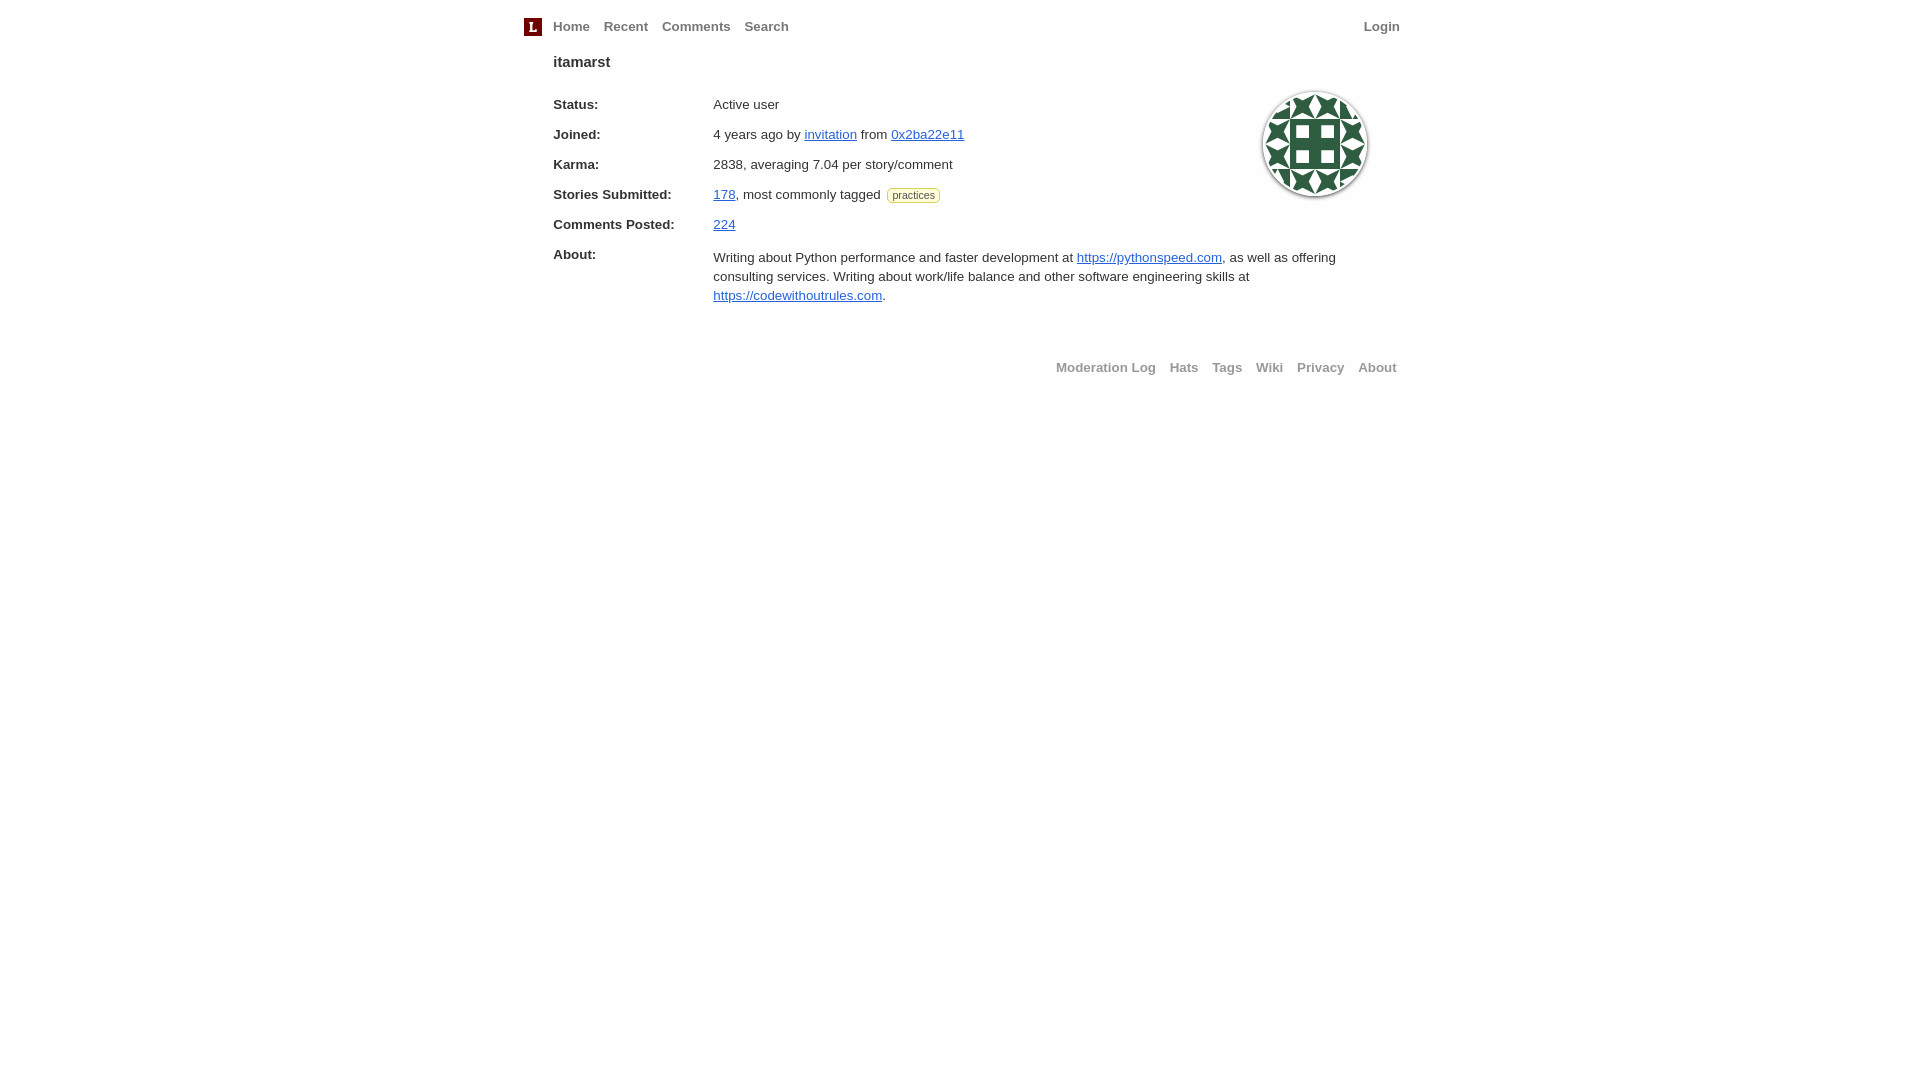 L Home Recent Comments Search Login
itamarst
Status: Active user
Joined: 4 years ago by invitation from 0x2ba22e11
Karma: 2838, averaging 7.04 per story/comment
Stories Submitted: 178, most commonly tagged practices
Comments Posted: 224
About: Writing about Python performance and faster development at https://pythonspeed.com, as well as offering
consulting services. Writing about work/life balance and other software engineering skills at
https://codewithoutrules.com.
Moderation Log Hats Tags Wiki Privacy About